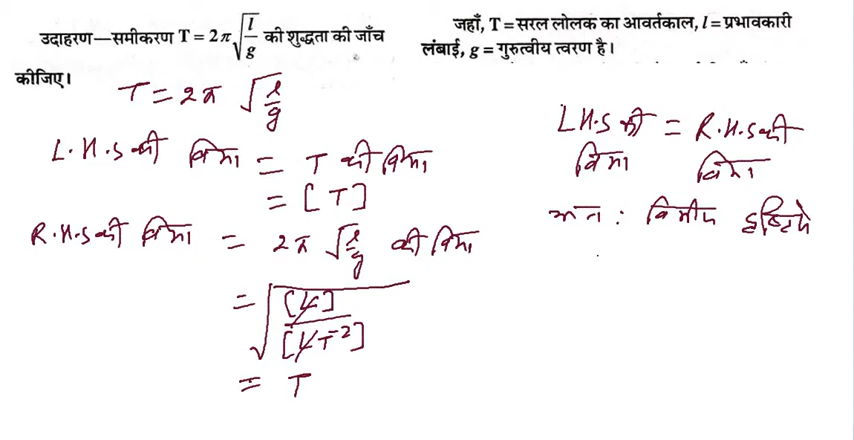 उदाहरण—समीकरण T = 2π√(l/g) की शुद्धता की जाँच
कीजिए।
जहाँ, T = सरल लोलक का आवर्तकाल, l = प्रभावकारी
लंबाई, g = गुरुत्वीय त्वरण है।
T = 2π √(l/g)
L.H.S की विमा = T की विमा
= [T]
R.H.S की विमा = 2π √(l/g) की विमा
= √([L]/[LT⁻²])
= T
L.H.S की = R.H.S की
विमा विमा
अतः विमीय दृष्टि से